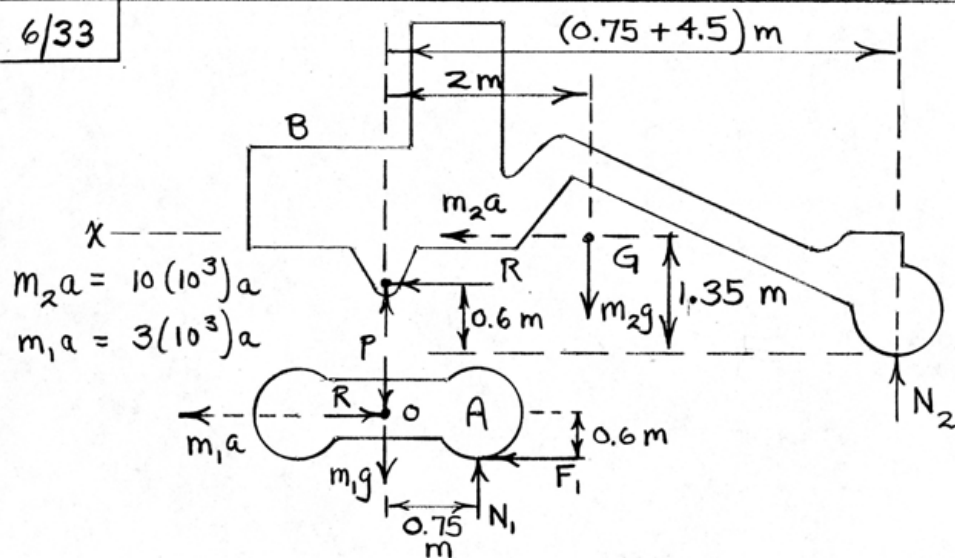 6/33
(0.75 + 4.5) m
2 m
B
m₂a
x
R
G
m₂a = 10 (10³) a
m₂g
1.35 m
0.6 m
m₁a = 3 (10³) a
P
N₂
R
O
A
m₁a
0.6 m
m₁g
F₁
0.75
m
N₁